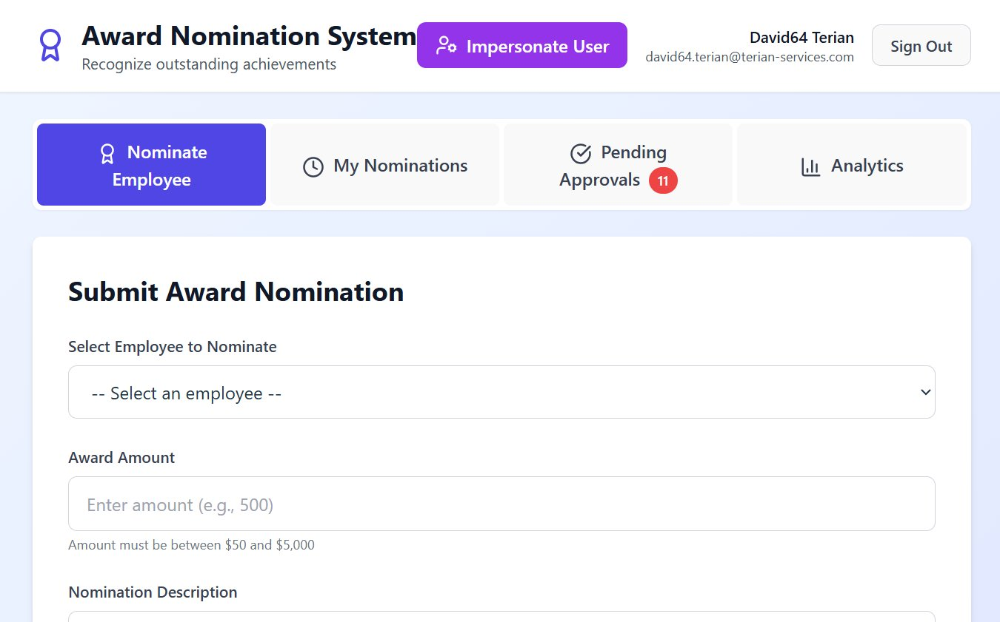 Award Nomination System
Recognize outstanding achievements
Impersonate User
David64 Terian
david64.terian@terian-services.com
Sign Out
Nominate
Employee
My Nominations
Pending
Approvals 11
Analytics
Submit Award Nomination
Select Employee to Nominate
-- Select an employee --
Award Amount
Enter amount (e.g., 500)
Amount must be between $50 and $5,000
Nomination Description